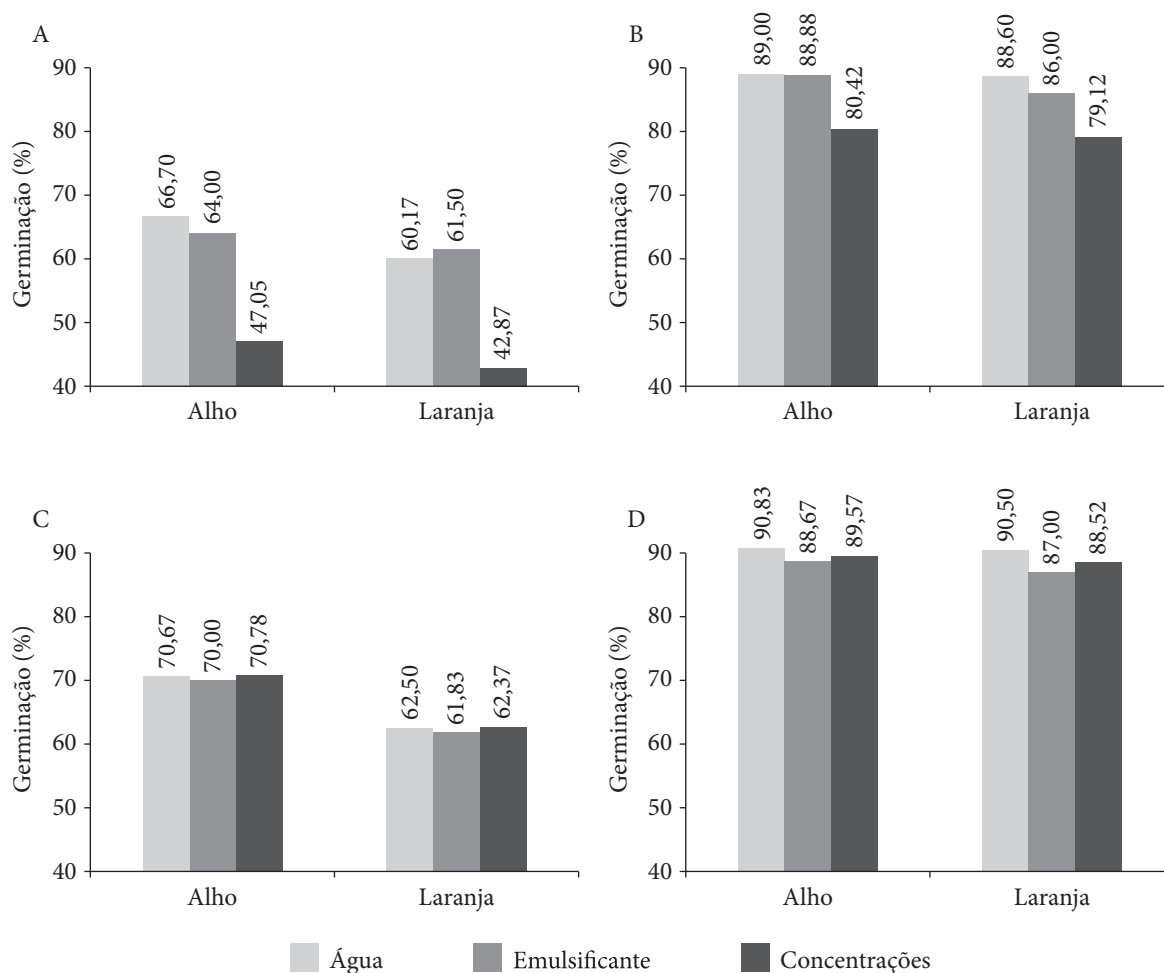 A
Germinação (%)
90
80
70
60
50
40
66,70
64,00
47,05
60,17
61,50
42,87
Alho
Laranja
B
Germinação (%)
90
80
70
60
50
40
89,00
88,88
80,42
88,60
86,00
79,12
Alho
Laranja
C
Germinação (%)
90
80
70
60
50
40
70,67
70,00
70,78
62,50
61,83
62,37
Alho
Laranja
D
Germinação (%)
90
80
70
60
50
40
90,83
88,67
89,57
90,50
87,00
88,52
Alho
Laranja
Água
Emulsificante
Concentrações